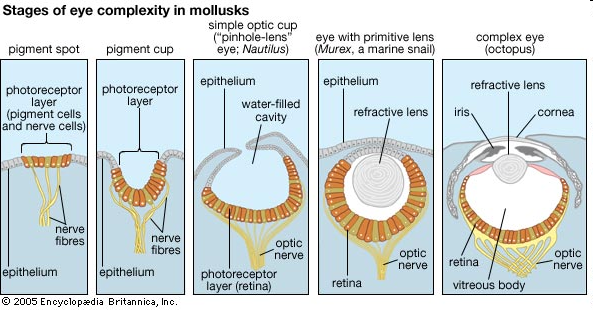 Stages of eye complexity in mollusks
pigment spot
photoreceptor
layer
(pigment cells
and nerve cells)
nerve
fibres
epithelium
pigment cup
photoreceptor
layer
nerve
fibres
epithelium
simple optic cup
("pinhole-lens"
eye; Nautilus)
epithelium
water-filled
cavity
optic
nerve
photoreceptor
layer (retina)
eye with primitive lens
(Murex, a marine snail)
epithelium
refractive lens
optic
nerve
retina
complex eye
(octopus)
refractive lens
iris
cornea
retina
optic
nerve
vitreous body
© 2005 Encyclopædia Britannica, Inc.